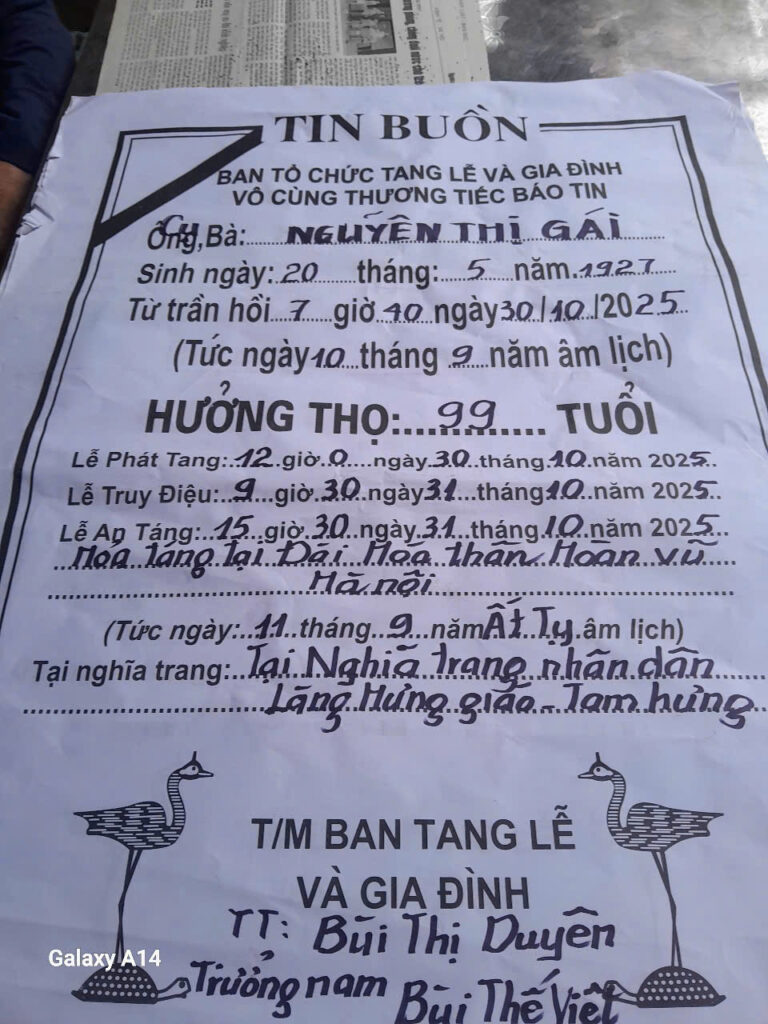 TIN BUỒN
BAN TỎ CHỨC TANG LỄ VÀ GIA ĐÌNH
VÔ CÙNG THƯƠNG TIẾC BÁO TIN
Cụ
Ông,Bà: NGUYỄN THỊ GÁI
Sinh ngày: 20 tháng: 5 năm 1927
Từ trần hồi 7 giờ 40 ngày 30/10/2025
(Tức ngày 10 tháng 9 năm âm lịch)
HƯỞNG THỌ: 99 TUỔI
Lễ Phát Tang: 12 giờ 0 ngày 30 tháng 10 năm 2025
Lễ Truy Điệu: 9 giờ 30 ngày 31 tháng 10 năm 2025
Lễ An Táng: 15 giờ 30 ngày 31 tháng 10 năm 2025
Hóa táng tại Đài Hóa thân Hoàn vũ
Hà nội
(Tức ngày: 11 tháng 9 năm Ất Tỵ âm lịch)
Tại nghĩa trang: Tại Nghĩa trang nhân dân
Làng Hưng giáo - Tam hưng
T/M BAN TANG LỄ
VÀ GIA ĐÌNH
TT: Bùi Thị Duyên
Trưởng nam Bùi Thế Việt
Galaxy A14